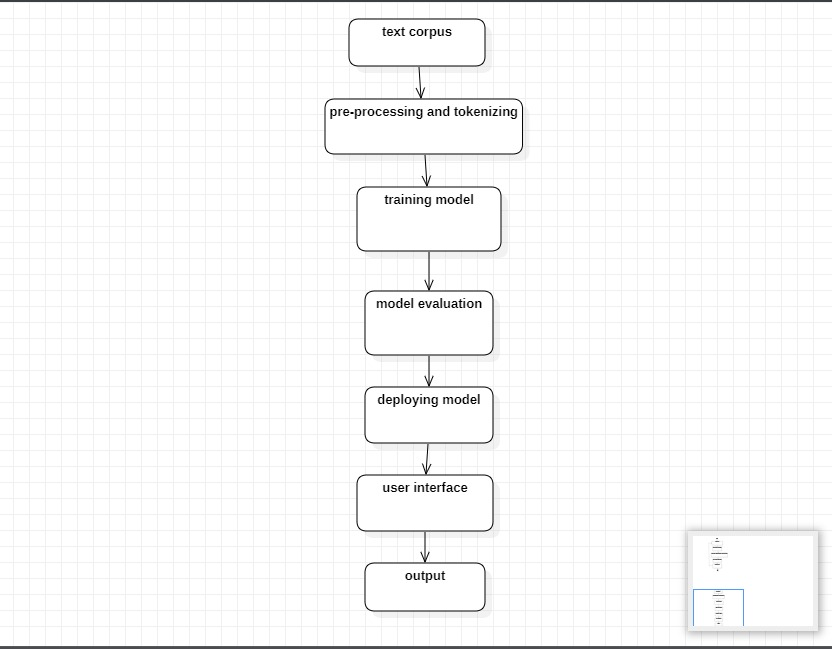 text corpus
pre-processing and tokenizing
training model
model evaluation
deploying model
user interface
output